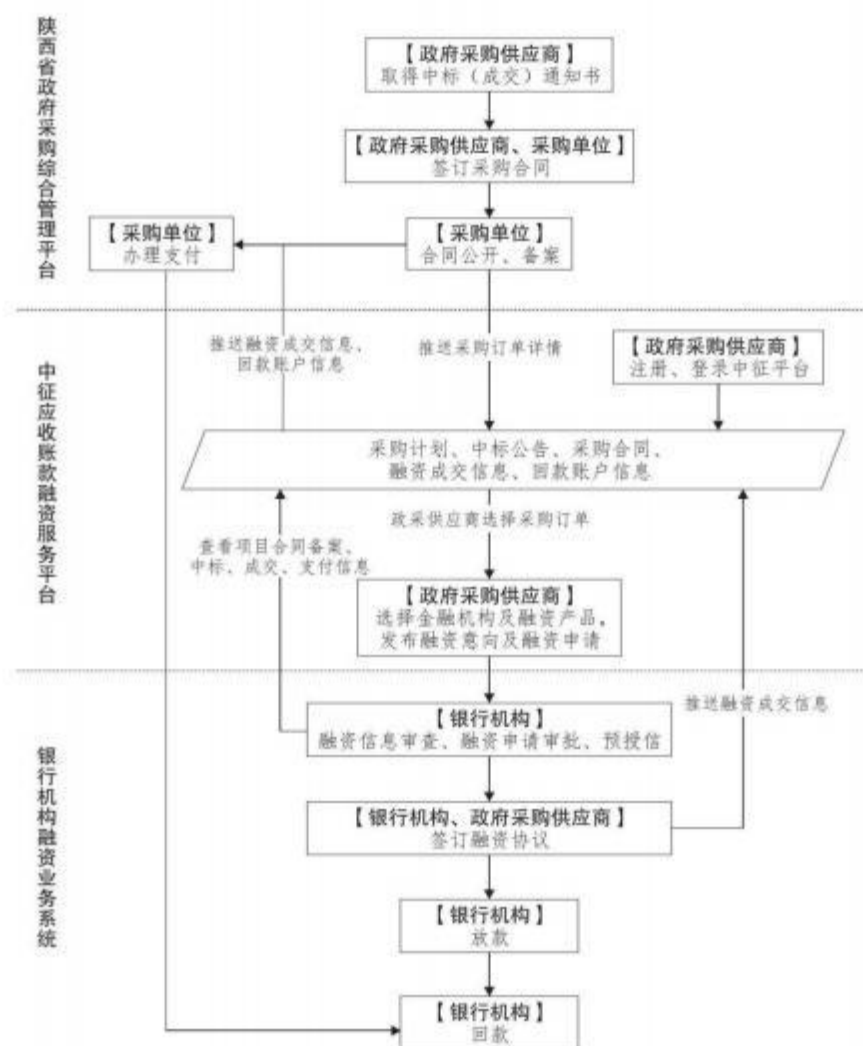 陕西省政府采购综合管理平台
【政府采购供应商】
取得中标（成交）通知书
【政府采购供应商、采购单位】
签订采购合同
【采购单位】
办理支付
【采购单位】
合同公开、备案
中征应收账款融资服务平台
推送融资成交信息、
回款账户信息
推送采购订单详情
【政府采购供应商】
注册、登录中征平台
采购计划、中标公告、采购合同、
融资成交信息、回款账户信息
政采供应商选择采购订单
查看项目合同备案、
中标、成交、支付信息
【政府采购供应商】
选择金融机构及融资产品。
发布融资意向及融资申请
银行机构融资业务系统
【银行机构】
融资信息审查、融资申请审批、预授信
推送融资成交信息
【银行机构、政府采购供应商】
签订融资协议
【银行机构】
放款
【银行机构】
回款